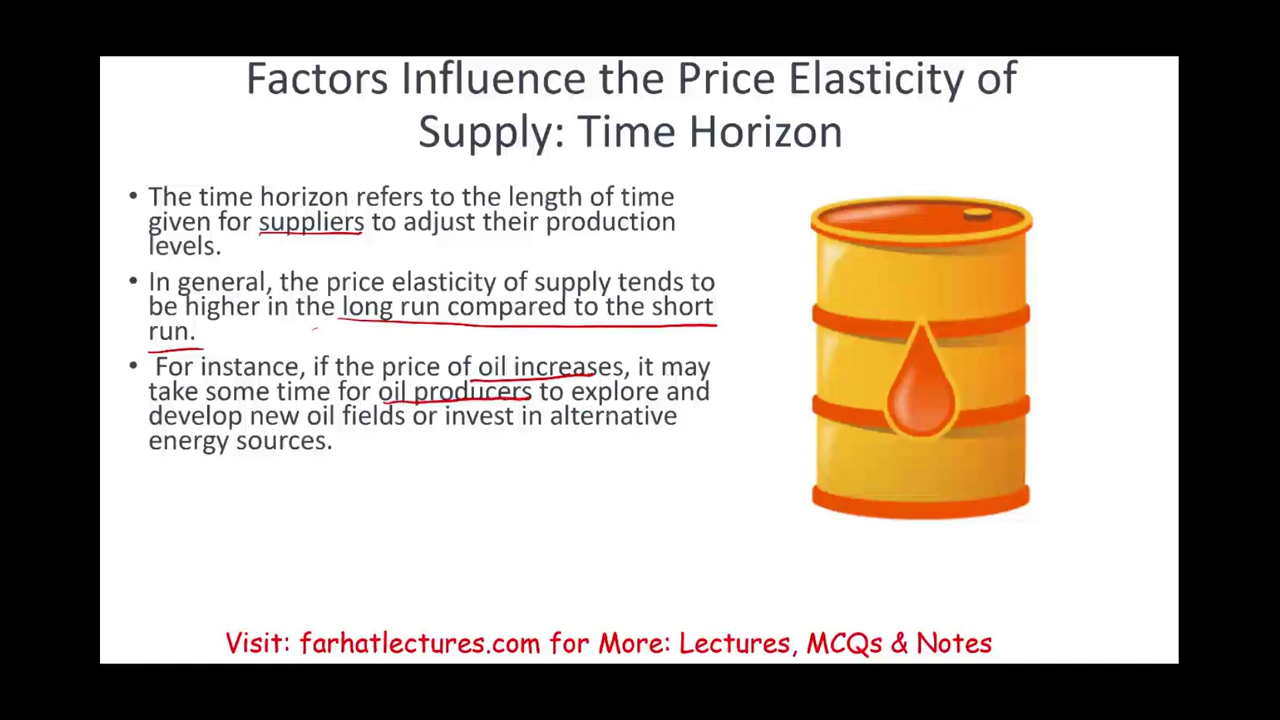 Factors Influence the Price Elasticity of
Supply: Time Horizon
• The time horizon refers to the length of time
given for suppliers to adjust their production
levels.
• In general, the price elasticity of supply tends to
be higher in the long run compared to the short
run.
• For instance, if the price of oil increases, it may
take some time for oil producers to explore and
develop new oil fields or invest in alternative
energy sources.
Visit: farhatlectures.com for More: Lectures, MCQs & Notes